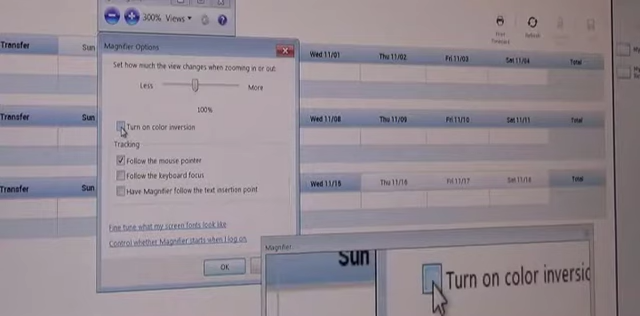 300% Views
Magnifier Options
Set how much the view changes when zooming in or out:
Less More
100%
Turn on color inversion
Tracking
Follow the mouse pointer
Follow the keyboard focus
Have Magnifier follow the text insertion point
Fine tune what my screen fonts look like
Control whether Magnifier starts when I log on
OK
Print
Refresh
Transfer Sun Wed 11/01 Thu 11/02 Fri 11/03 Sat 11/04 Total
Transfer Sun Wed 11/08 Thu 11/09 Fri 11/10 Sat 11/11 Total
Transfer Sun Wed 11/15 Thu 11/16 Fri 11/17 Sat 11/18 Total
Magnifier
Sun Turn on color inversio